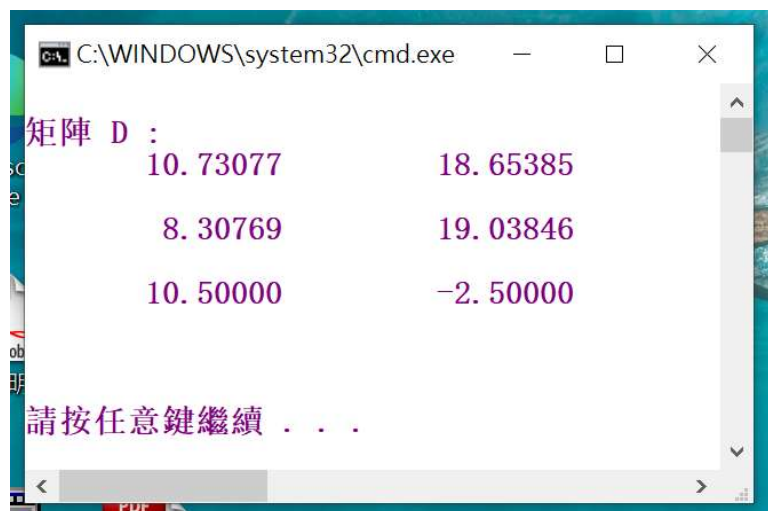 C:\WINDOWS\system32\cmd.exe
矩陣 D :
10.73077 18.65385
8.30769 19.03846
10.50000 -2.50000
請按任意鍵繼續 . . .
PDF